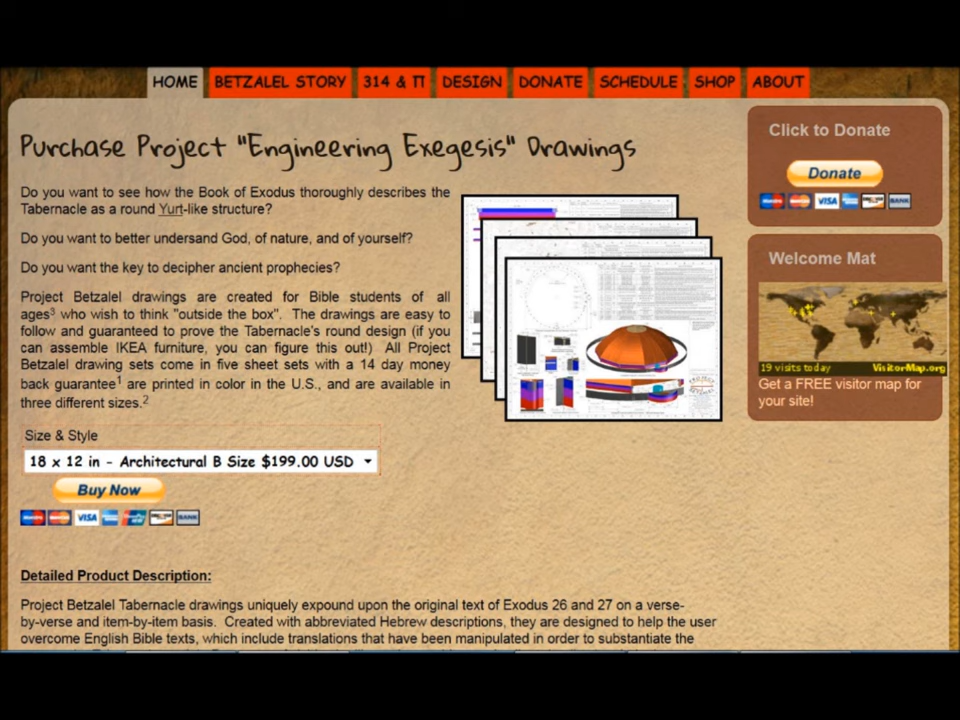 HOME
BETZALEL STORY
314 & π
DESIGN
DONATE
SCHEDULE
SHOP
ABOUT
Purchase Project "Engineering Exegesis" Drawings
Do you want to see how the Book of Exodus thoroughly describes the
Tabernacle as a round Yurt-like structure?
Do you want to better undersand God, of nature, and of yourself?
Do you want the key to decipher ancient prophecies?
Project Betzalel drawings are created for Bible students of all
ages³ who wish to think "outside the box". The drawings are easy to
follow and guaranteed to prove the Tabernacle's round design (if you
can assemble IKEA furniture, you can figure this out!) All Project
Betzalel drawing sets come in five sheet sets with a 14 day money
back guarantee¹ are printed in color in the U.S., and are available in
three different sizes.²
Size & Style
18 x 12 in - Architectural B Size $199.00 USD
Buy Now
VISA
BANK
Detailed Product Description:
Project Betzalel Tabernacle drawings uniquely expound upon the original text of Exodus 26 and 27 on a verse-
by-verse and item-by-item basis. Created with abbreviated Hebrew descriptions, they are designed to help the user
overcome English Bible texts, which include translations that have been manipulated in order to substantiate the
Click to Donate
Donate
VISA
BANK
Welcome Mat
19 visits today
VisitorMap.org
Get a FREE visitor map for
your site!